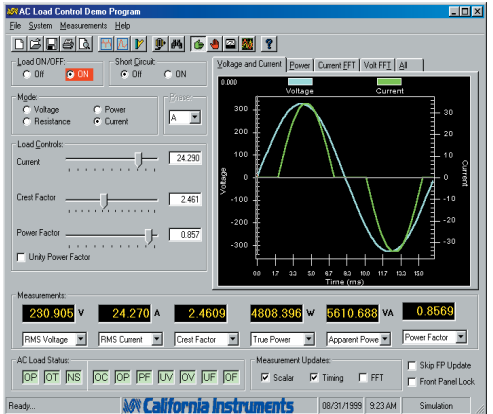 AC Load Control Demo Program
File System Measurements Help
Load ON/OFF:
Off ON
Short Circuit:
Off ON
Mode:
Voltage Power
Resistance Current
Phase
A
Load Controls:
Current 24.290
Crest Factor 2.461
Power Factor 0.857
Unity Power Factor
Voltage and Current Power Current FFT Volt FFT All
0.000
Voltage Current
300
200
100
0
-100
-200
-300
Voltage
30
20
10
0
-10
-20
-30
Current
0.0 1.7 3.3 5.0 6.7 8.3 10.0 11.7 13.3 15.0
Time (ms)
Measurements:
230.905 V 24.270 A 2.4609 4808.396 W 5610.688 VA 0.8569
RMS Voltage RMS Current Crest Factor True Power Apparent Powe Power Factor
AC Load Status:
OP OT NS OC OP PF UV OV UF OF
Measurement Updates:
Scalar Timing FFT
Skip FP Update
Front Panel Lock
Ready... California Instruments 08/31/1999 9:23 AM Simulation